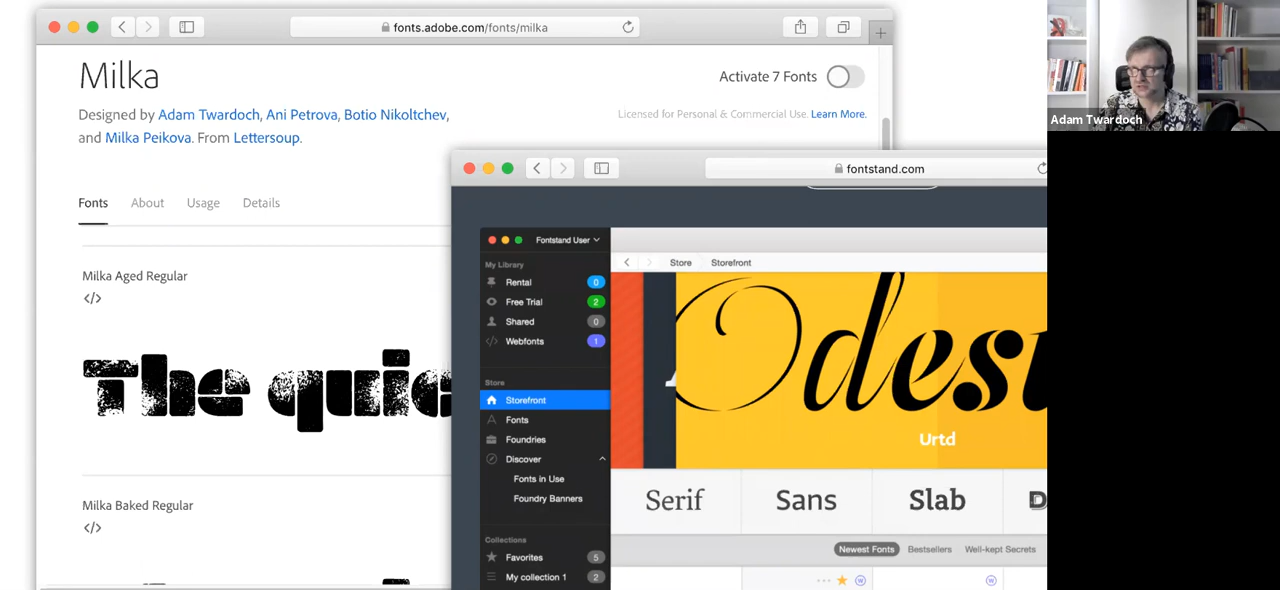 fonts.adobe.com/fonts/milka
Milka
Activate 7 Fonts
Designed by Adam Twardoch, Ani Petrova, Botio Nikoltchev,
and Milka Peikova. From Lettersoup.
Licensed for Personal & Commercial Use. Learn More.
Fonts About Usage Details
Milka Aged Regular
</>
The quic
Milka Baked Regular
</>
fontstand.com
Fontstand User
My Library
Rental 0
Free Trial 2
Shared 0
Webfonts 1
Store
Storefront
Fonts
Foundries
Discover
Fonts in Use
Foundry Banners
Collections
Favorites 5
My collection 1 2
Store Storefront
Odesi
Urtd
Serif Sans Slab D
Newest Fonts Bestsellers Well-kept Secrets
Adam Twardoch